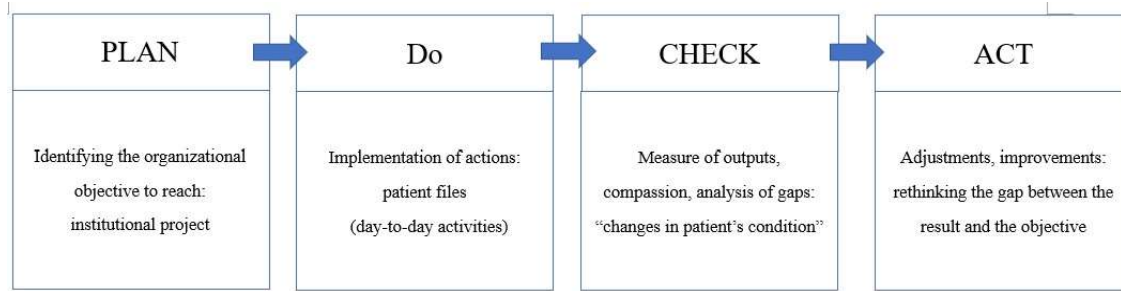 PLAN
Identifying the organizational
objective to reach:
institutional project
Do
Implementation of actions:
patient files
(day-to-day activities)
CHECK
Measure of outputs,
compassion, analysis of gaps:
“changes in patient’s condition”
ACT
Adjustments, improvements:
rethinking the gap between the
result and the objective